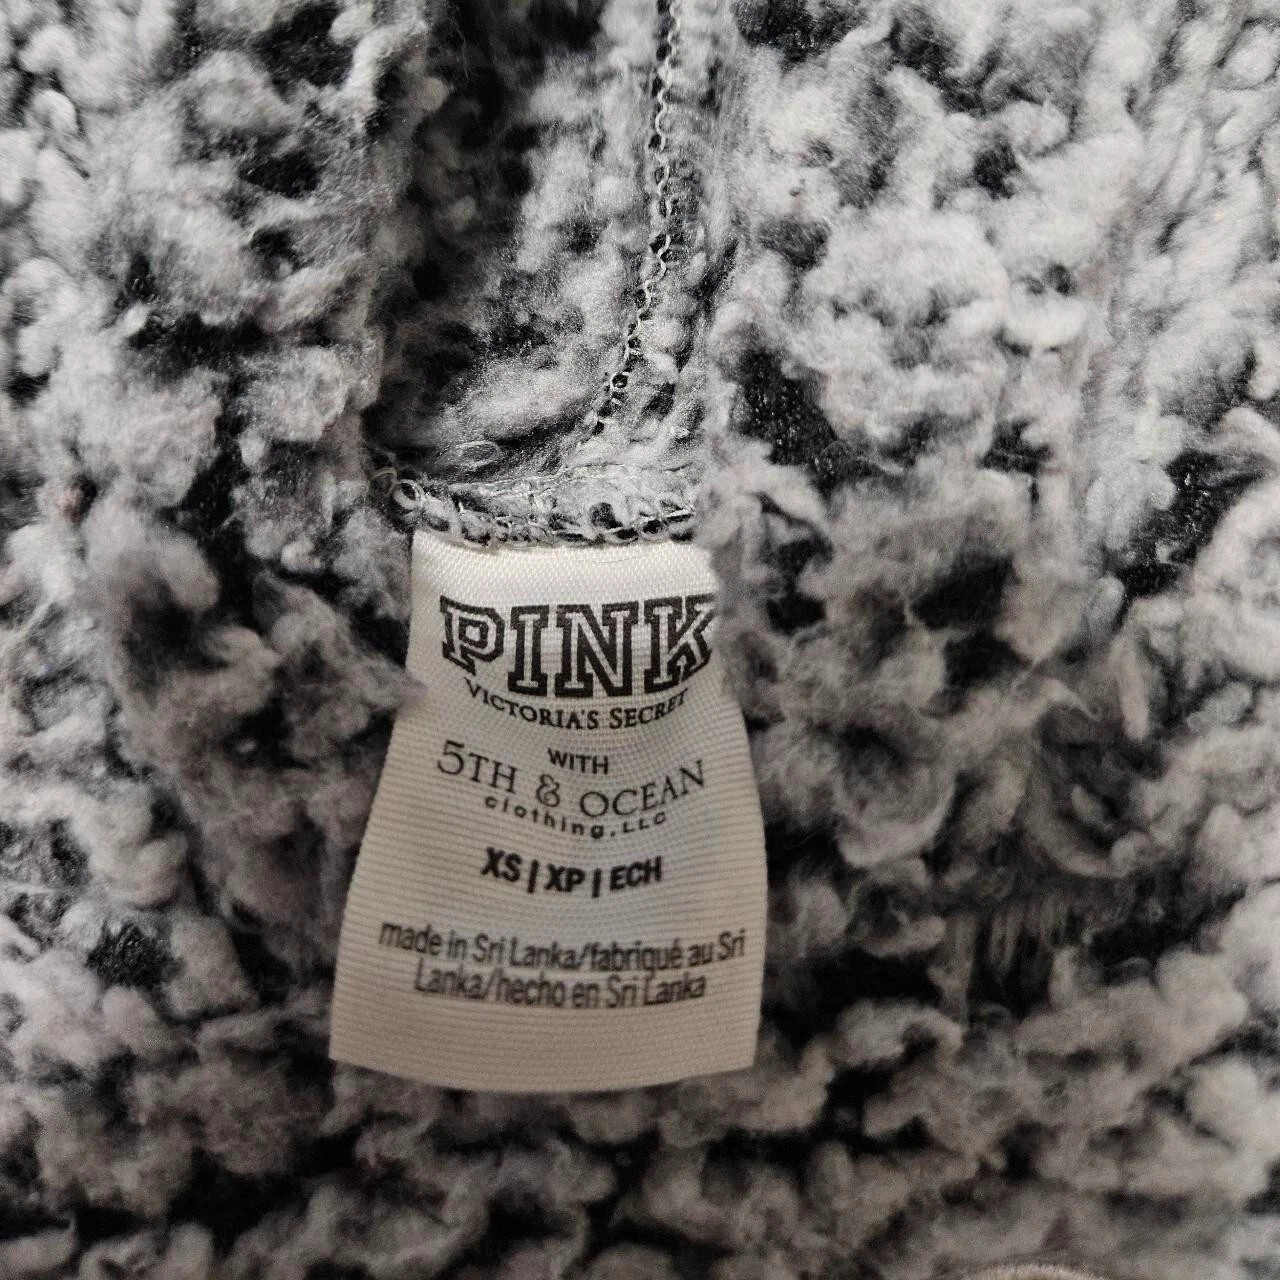 PINK
VICTORIA'S SECRET
WITH
5TH & OCEAN
clothing, LLC
XS | XP | ECH
made in Sri Lanka/fabriqué au Sri
Lanka/hecho en Sri Lanka